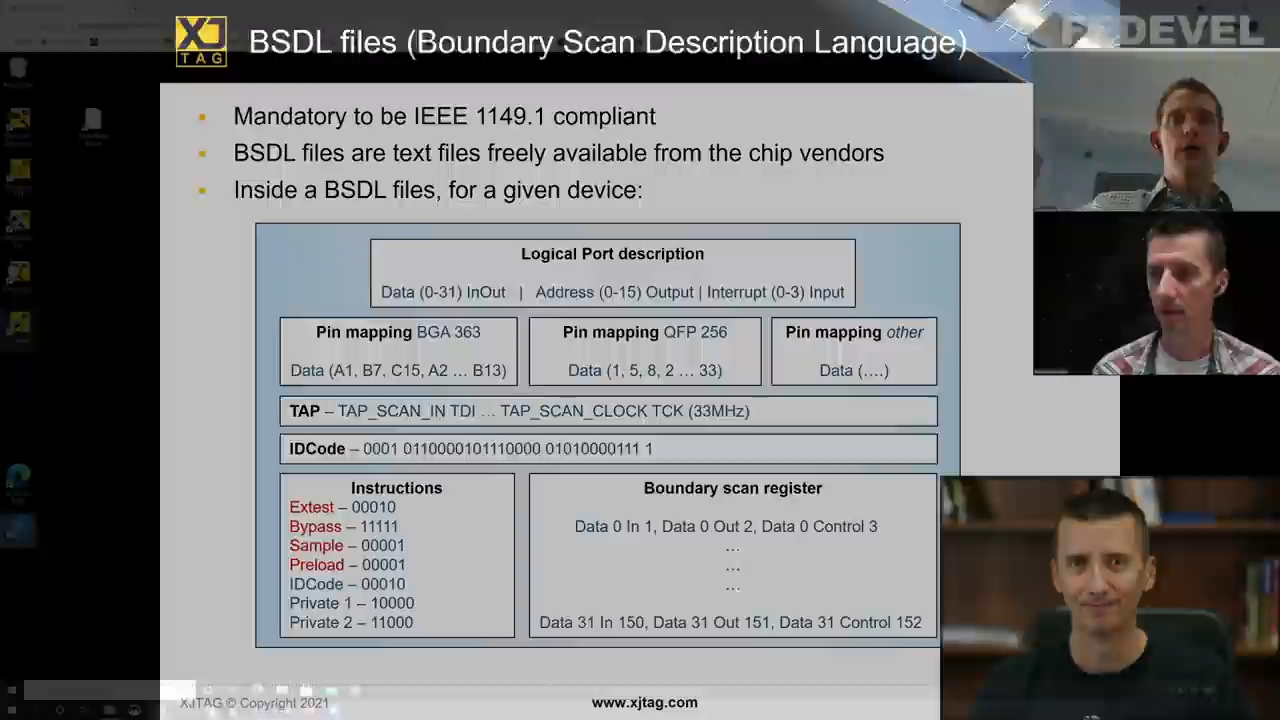 XJ
TAG
BSDL files (Boundary Scan Description Language)
FEDEVEL
Mandatory to be IEEE 1149.1 compliant
BSDL files are text files freely available from the chip vendors
Inside a BSDL files, for a given device:
Logical Port description
Data (0-31) InOut | Address (0-15) Output | Interrupt (0-3) Input
Pin mapping BGA 363
Data (A1, B7, C15, A2 … B13)
Pin mapping QFP 256
Data (1, 5, 8, 2 … 33)
Pin mapping other
Data (….)
TAP – TAP_SCAN_IN TDI … TAP_SCAN_CLOCK TCK (33MHz)
IDCode – 0001 0110000101110000 01010000111 1
Instructions
Extest – 00010
Bypass – 11111
Sample – 00001
Preload – 00001
IDCode – 00010
Private 1 – 10000
Private 2 – 11000
Boundary scan register
Data 0 In 1, Data 0 Out 2, Data 0 Control 3
…
…
…
Data 31 In 150, Data 31 Out 151, Data 31 Control 152
XJTAG © Copyright 2021
www.xjtag.com